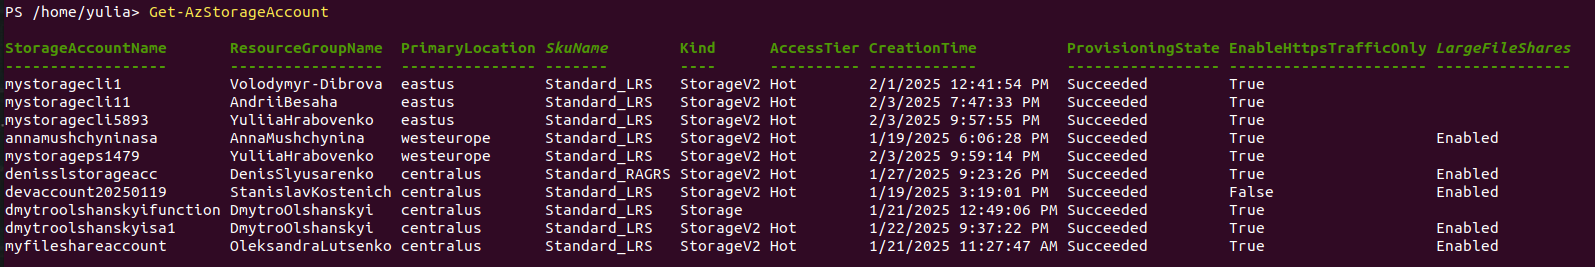 PS /home/yulia> Get-AzStorageAccount
StorageAccountName ResourceGroupName PrimaryLocation SkuName Kind AccessTier CreationTime ProvisioningState EnableHttpsTrafficOnly LargeFileShares
------------------ ----------------- --------------- ------- ---- ---------- ------------ ----------------- ---------------------- ---------------
mystoragecli1 Volodymyr-Dibrova eastus Standard_LRS StorageV2 Hot 2/1/2025 12:41:54 PM Succeeded True
mystoragecli11 AndriiBesaha eastus Standard_LRS StorageV2 Hot 2/3/2025 7:47:33 PM Succeeded True
mystoragecli5893 YuliiaHrabovenko eastus Standard_LRS StorageV2 Hot 2/3/2025 9:57:55 PM Succeeded True
annamushchyninasa AnnaMushchynina westeurope Standard_LRS StorageV2 Hot 1/19/2025 6:06:28 PM Succeeded True Enabled
mystorageps1479 YuliiaHrabovenko westeurope Standard_LRS StorageV2 Hot 2/3/2025 9:59:14 PM Succeeded True
denisslstorageacc DenisSlyusarenko centralus Standard_RAGRS StorageV2 Hot 1/27/2025 9:23:26 PM Succeeded True Enabled
devaccount20250119 StanislavKostenich centralus Standard_LRS StorageV2 Hot 1/19/2025 3:19:01 PM Succeeded False Enabled
dmytroolshanskyifunction DmytroOlshanskyi centralus Standard_LRS Storage 1/21/2025 12:49:06 PM Succeeded True
dmytroolshanskyisa1 DmytroOlshanskyi centralus Standard_LRS StorageV2 Hot 1/22/2025 9:37:22 PM Succeeded True Enabled
myfileshareaccount OleksandraLutsenko centralus Standard_LRS StorageV2 Hot 1/21/2025 11:27:47 AM Succeeded True Enabled